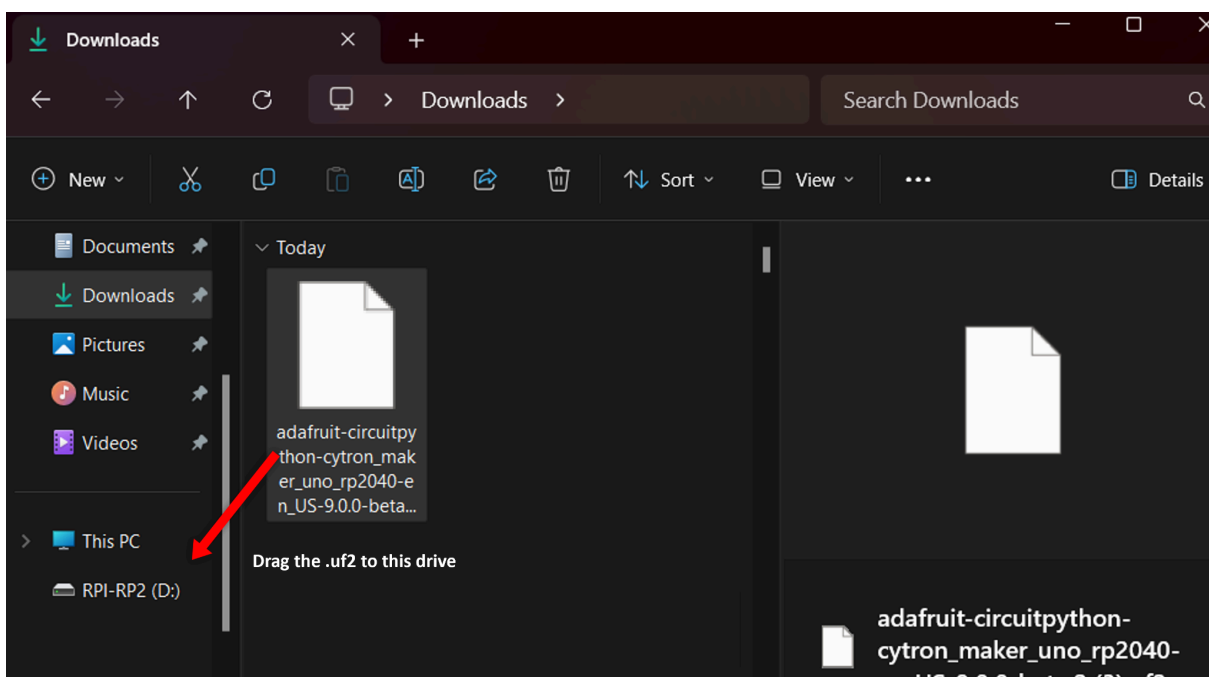 Downloads
Downloads
Search Downloads
New
Sort
View
Details
Documents
Downloads
Pictures
Music
Videos
This PC
RPI-RP2 (D:)
Today
adafruit-circuitpy
thon-cytron_mak
er_uno_rp2040-e
n_US-9.0.0-beta...
Drag the .uf2 to this drive
adafruit-circuitpython-
cytron_maker_uno_rp2040-